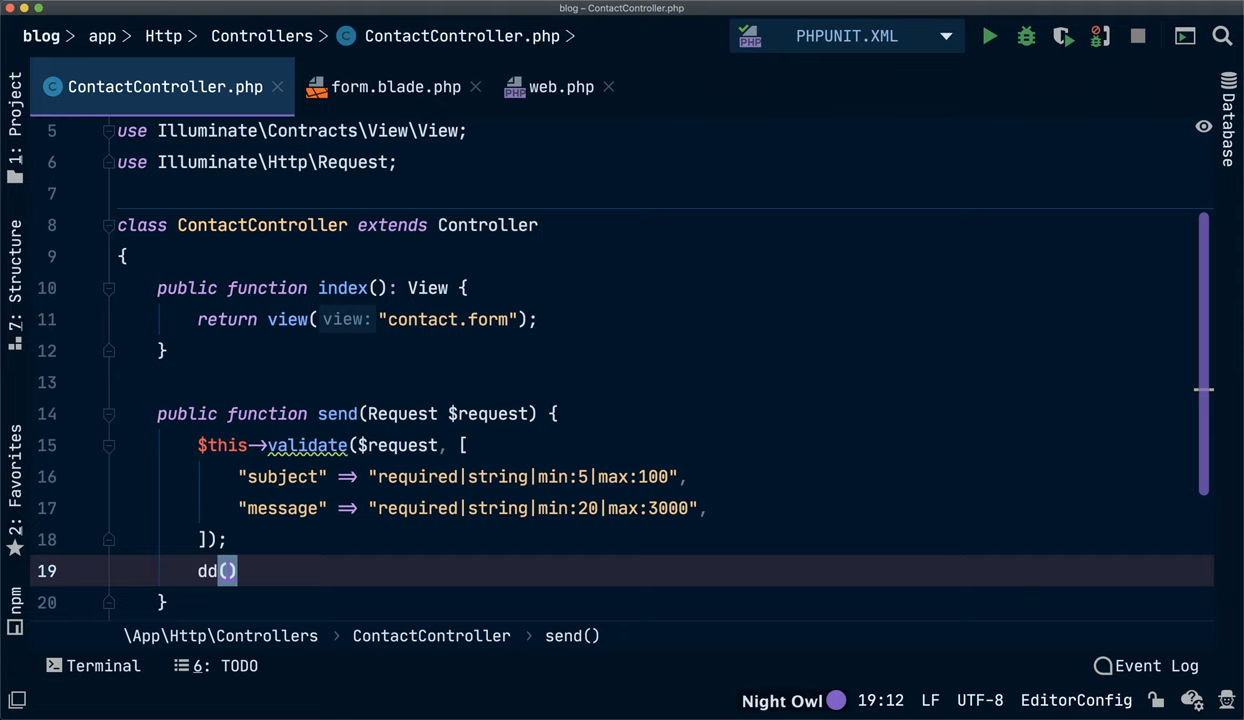 blog – ContactController.php
blog > app > Http > Controllers > C ContactController.php > PHP PHPUNIT.XML
C ContactController.php × form.blade.php × PHP web.php ×
1: Project
7: Structure
2: Favorites
npm
Database
5 use Illuminate\Contracts\View\View;
6 use Illuminate\Http\Request;
7
8 class ContactController extends Controller
9 {
10 public function index(): View {
11 return view( view: "contact.form");
12 }
13
14 public function send(Request $request) {
15 $this->validate($request, [
16 "subject" => "required|string|min:5|max:100",
17 "message" => "required|string|min:20|max:3000",
18 ]);
19 dd()
20 }
\App\Http\Controllers > ContactController > send()
Terminal 6: TODO Event Log
Night Owl 19:12 LF UTF-8 EditorConfig